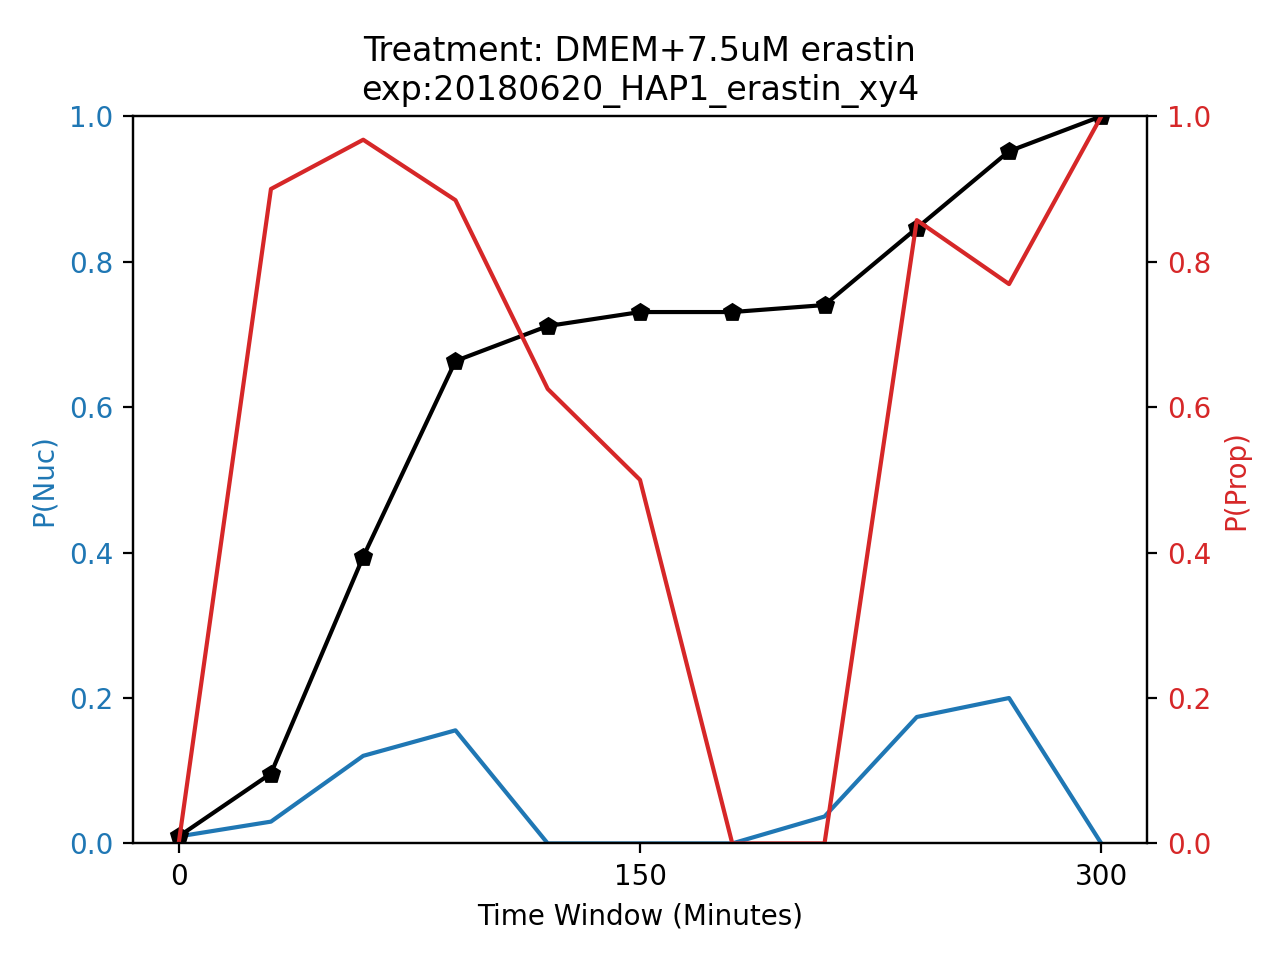 Treatment: DMEM+7.5uM erastin
exp:20180620_HAP1_erastin_xy4
1.0
0.8
0.6
0.4
0.2
0.0
P(Nuc)
1.0
0.8
0.6
0.4
0.2
0.0
P(Prop)
0 150 300
Time Window (Minutes)